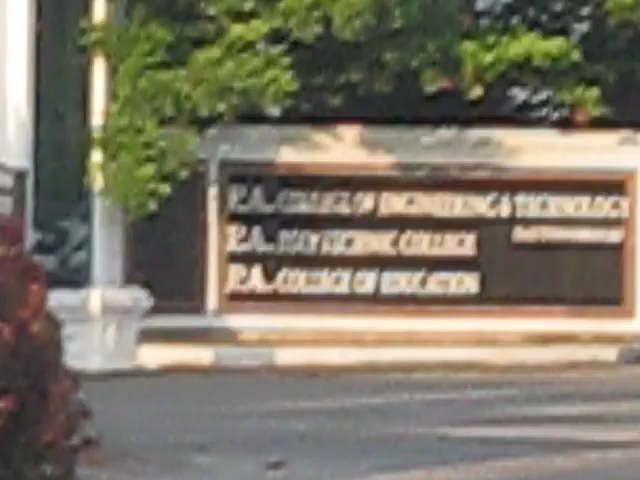 P.A. COLLEGE OF ENGINEERING & TECHNOLOGY
P.A. POLYTECHNIC COLLEGE
P.A. COLLEGE OF EDUCATION